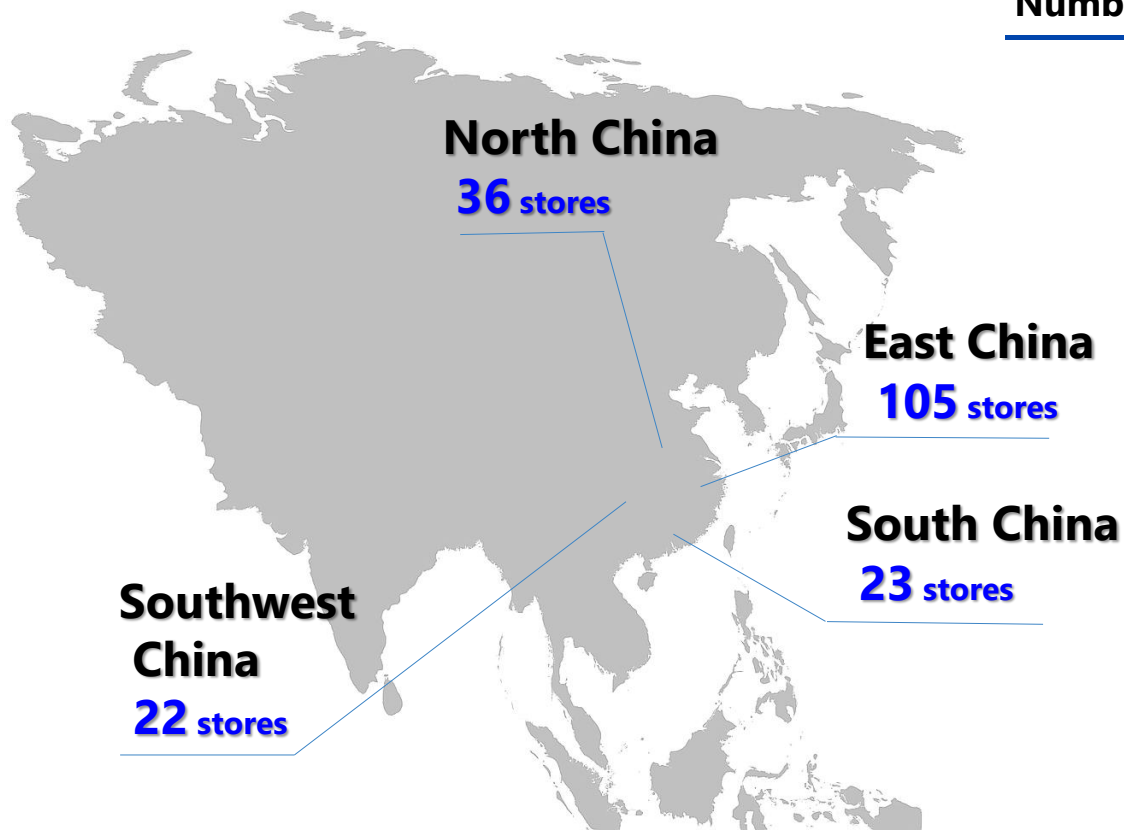 Numb
North China
36 stores
East China
105 stores
South China
23 stores
Southwest
China
22 stores